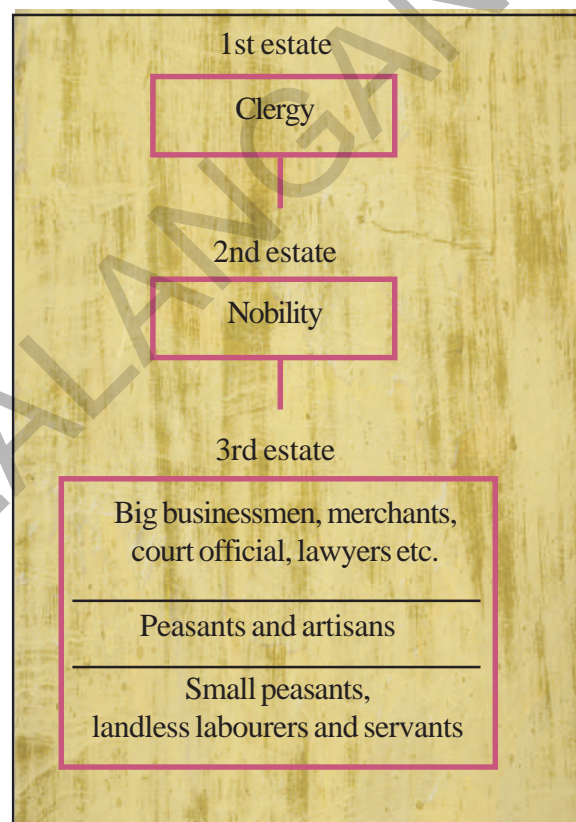 1st estate
Clergy
2nd estate
Nobility
3rd estate
Big businessmen, merchants,
court official, lawyers etc.
Peasants and artisans
Small peasants,
landless labourers and servants